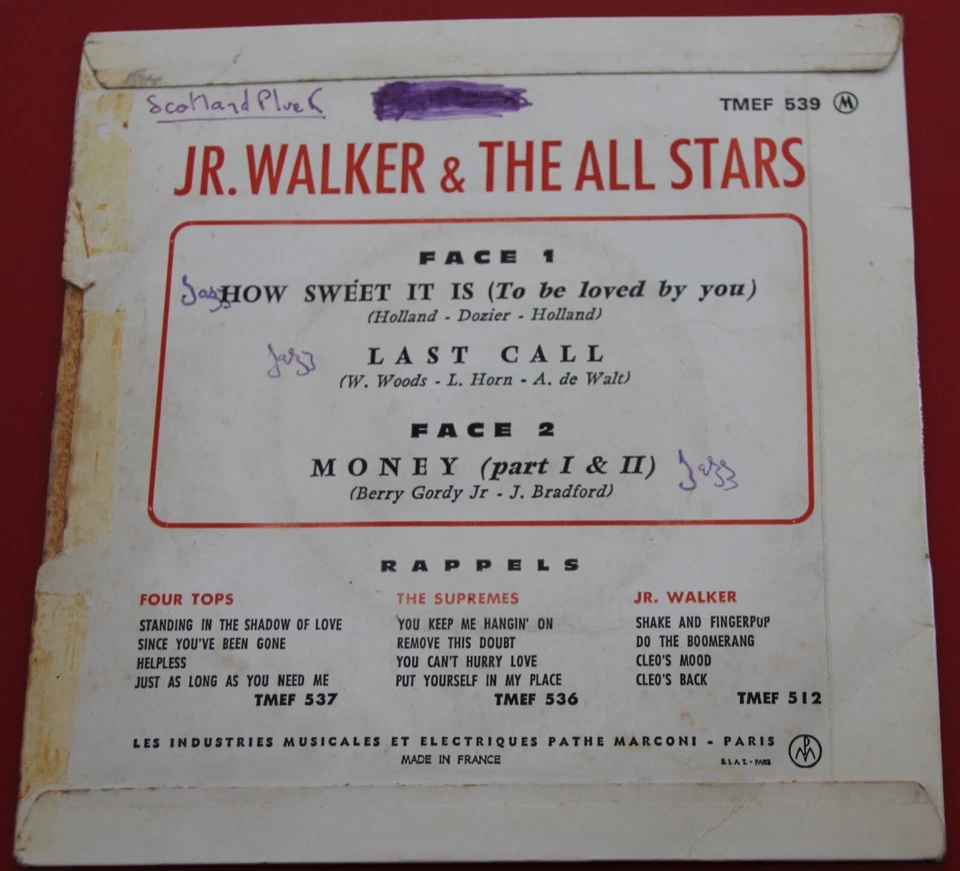 Scotland Pluck
TMEF 539 M
JR. WALKER & THE ALL STARS
FACE 1
Jazz HOW SWEET IT IS (To be loved by you)
(Holland - Dozier - Holland)
Jazz LAST CALL
(W. Woods - L. Horn - A. de Walt)
FACE 2
MONEY (part I & II) Jazz
(Berry Gordy Jr - J. Bradford)
RAPPELS
FOUR TOPS THE SUPREMES JR. WALKER
STANDING IN THE SHADOW OF LOVE YOU KEEP ME HANGIN' ON SHAKE AND FINGERPUP
SINCE YOU'VE BEEN GONE REMOVE THIS DOUBT DO THE BOOMERANG
HELPLESS YOU CAN'T HURRY LOVE CLEO'S MOOD
JUST AS LONG AS YOU NEED ME PUT YOURSELF IN MY PLACE CLEO'S BACK
TMEF 537 TMEF 536 TMEF 512
LES INDUSTRIES MUSICALES ET ELECTRIQUES PATHE MARCONI - PARIS
MADE IN FRANCE